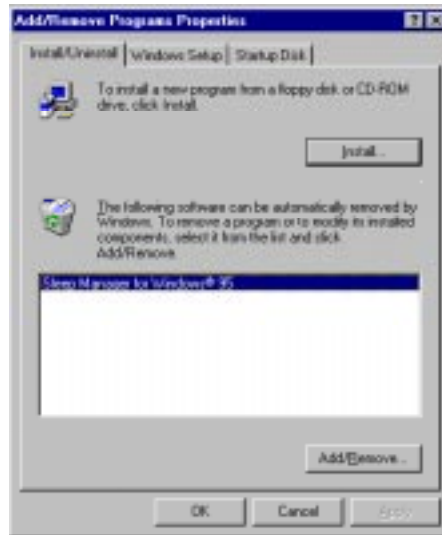 Add/Remove Programs Properties
Install/Uninstall Windows Setup Startup Disk
To install a new program from a floppy disk or CD-ROM
drive, click Install.
Install...
The following software can be automatically removed by
Windows. To remove a program or to modify its installed
components, select it from the list and click
Add/Remove.
Sleep Manager for Windows® 95
Add/Remove...
OK Cancel Apply